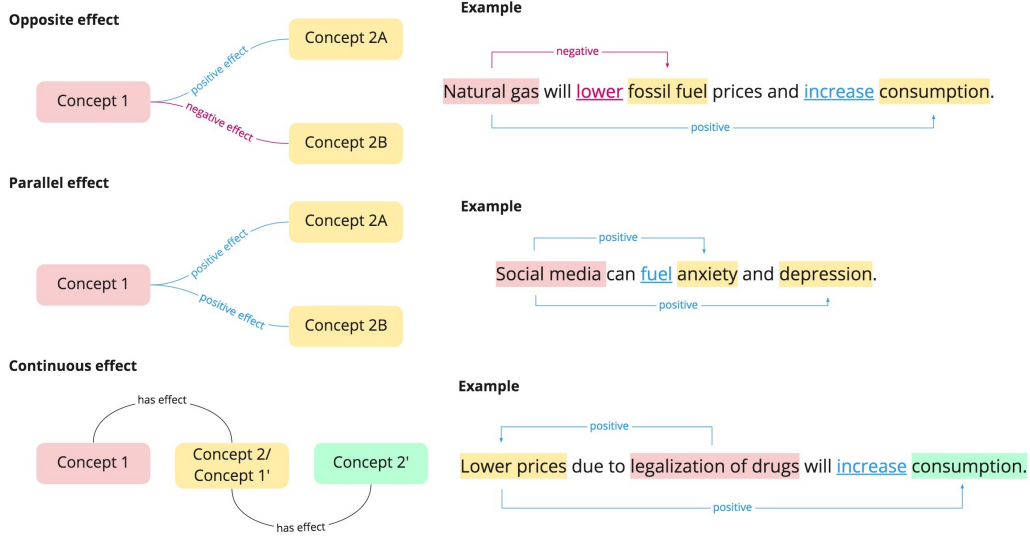 Opposite effect
Concept 1
positive effect
negative effect
Concept 2A
Concept 2B
Example
negative
Natural gas will lower fossil fuel prices and increase consumption.
positive
Parallel effect
Concept 1
positive effect
positive effect
Concept 2A
Concept 2B
Example
positive
Social media can fuel anxiety and depression.
positive
Continuous effect
has effect
Concept 1
Concept 2/
Concept 1'
Concept 2'
has effect
Example
positive
Lower prices due to legalization of drugs will increase consumption.
positive